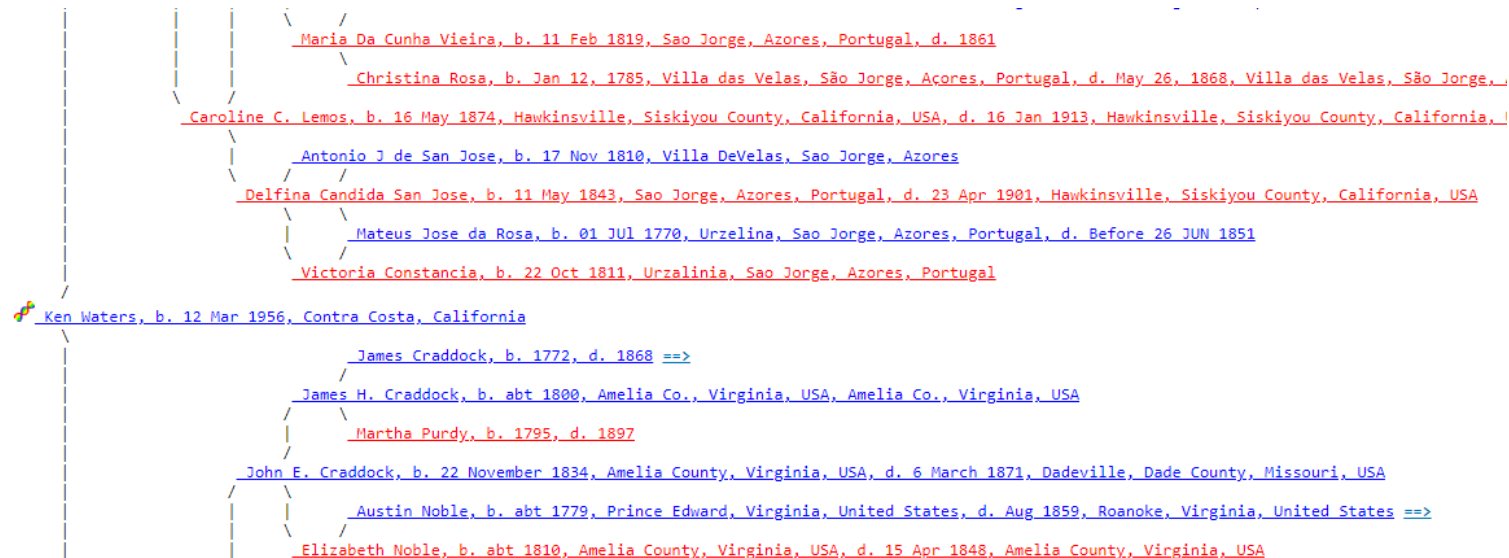 Maria Da Cunha Vieira, b. 11 Feb 1819, Sao Jorge, Azores, Portugal, d. 1861
Christina Rosa, b. Jan 12, 1785, Villa das Velas, São Jorge, Açores, Portugal, d. May 26, 1868, Villa das Velas, São Jorge,
Caroline C. Lemos, b. 16 May 1874, Hawkinsville, Siskiyou County, California, USA, d. 16 Jan 1913, Hawkinsville, Siskiyou County, California,
Antonio J de San Jose, b. 17 Nov 1810, Villa DeVelas, Sao Jorge, Azores
Delfina Candida San Jose, b. 11 May 1843, Sao Jorge, Azores, Portugal, d. 23 Apr 1901, Hawkinsville, Siskiyou County, California, USA
Mateus Jose da Rosa, b. 01 JUl 1770, Urzelina, Sao Jorge, Azores, Portugal, d. Before 26 JUN 1851
Victoria Constancia, b. 22 Oct 1811, Urzalinia, Sao Jorge, Azores, Portugal
Ken Waters, b. 12 Mar 1956, Contra Costa, California
James Craddock, b. 1772, d. 1868 ==>
James H. Craddock, b. abt 1800, Amelia Co., Virginia, USA, Amelia Co., Virginia, USA
Martha Purdy, b. 1795, d. 1897
John E. Craddock, b. 22 November 1834, Amelia County, Virginia, USA, d. 6 March 1871, Dadeville, Dade County, Missouri, USA
Austin Noble, b. abt 1779, Prince Edward, Virginia, United States, d. Aug 1859, Roanoke, Virginia, United States ==>
Elizabeth Noble, b. abt 1810, Amelia County, Virginia, USA, d. 15 Apr 1848, Amelia County, Virginia, USA